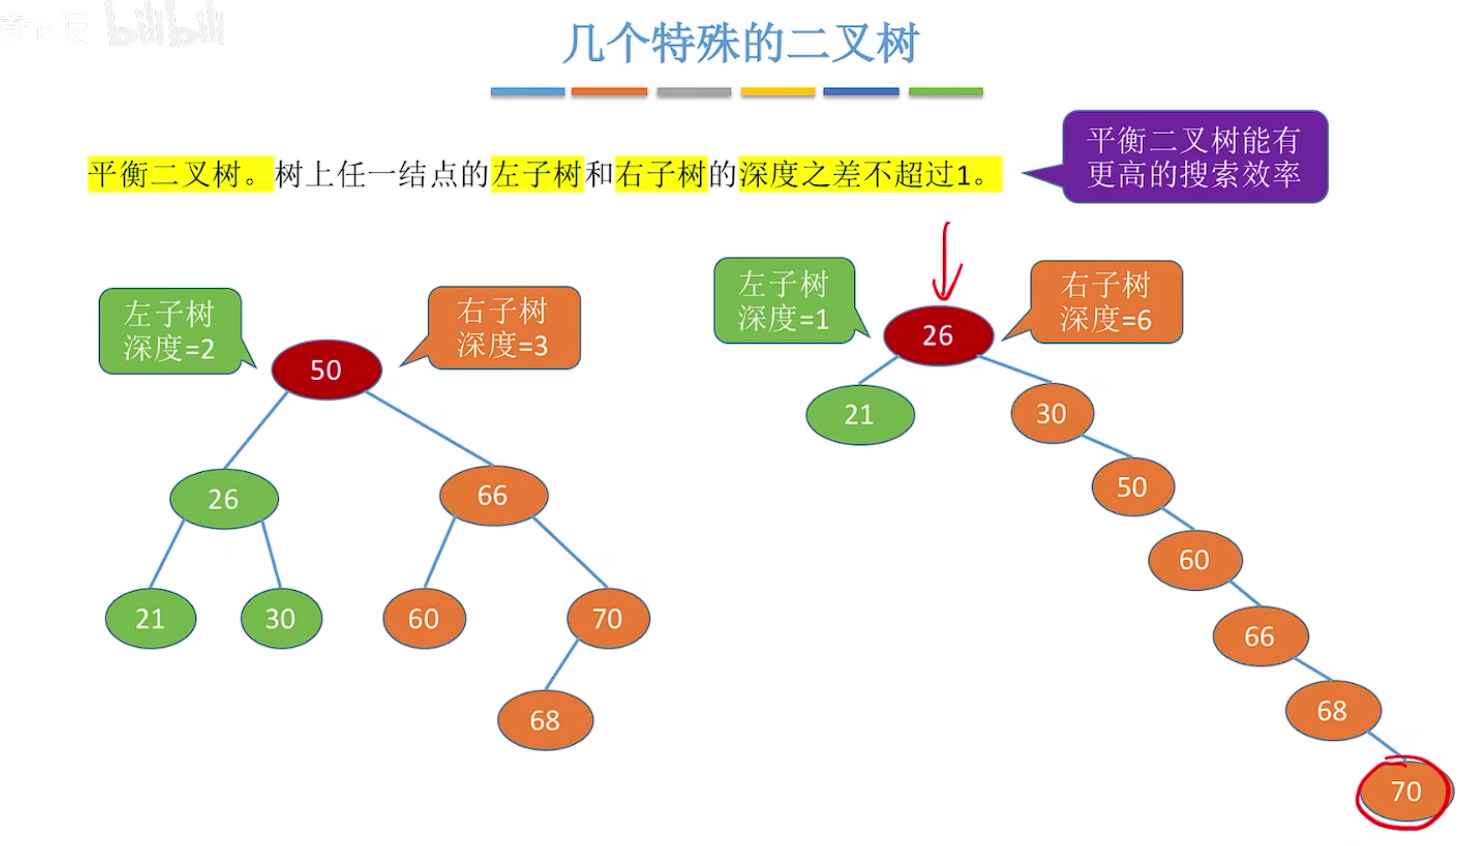 bilibili
几个特殊的二叉树
平衡二叉树。树上任一结点的左子树和右子树的深度之差不超过1。
平衡二叉树能有
更高的搜索效率
左子树
深度=2
右子树
深度=3
50
26
66
21
30
60
70
68
左子树
深度=1
右子树
深度=6
26
21
30
50
60
66
68
70